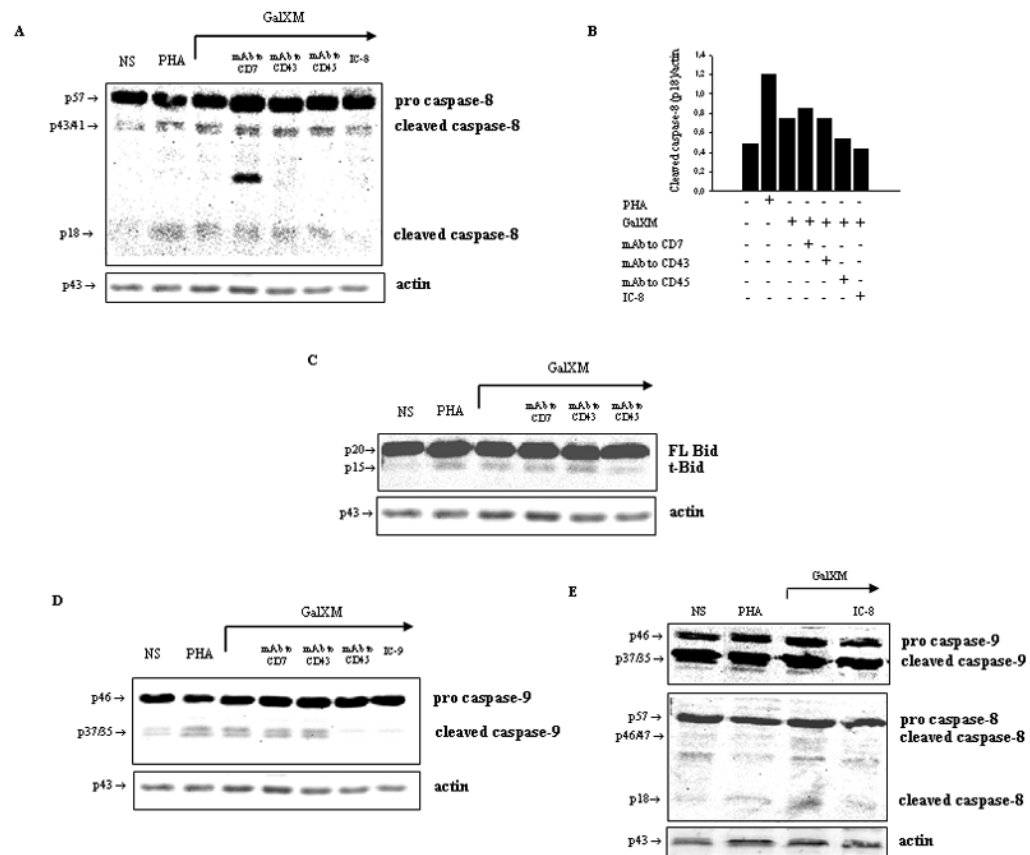 A
GalXM
NS PHA mAb to CD7 mAb to CD43 mAb to CD45 IC-8
p57→ pro caspase-8
p43/41→ cleaved caspase-8
p18→ cleaved caspase-8
p43→ actin
B
Cleaved caspase-8 (p18)/actin
1,4
1,2
1,0
0,8
0,6
0,4
0,2
0,0
PHA - + - - - - -
GalXM - - + + + + +
mAb to CD7 - - - + - - -
mAb to CD43 - - - - + - -
mAb to CD45 - - - - - + -
IC-8 - - - - - - +
C
GalXM
NS PHA mAb to CD7 mAb to CD43 mAb to CD45
p20→ FL Bid
p15→ t-Bid
p43→ actin
D
GalXM
NS PHA mAb to CD7 mAb to CD43 mAb to CD45 IC-9
p46→ pro caspase-9
p37/35→ cleaved caspase-9
p43→ actin
E
GalXM
NS PHA IC-8
p46→ pro caspase-9
p37/35→ cleaved caspase-9
p57→ pro caspase-8
p46/47→ cleaved caspase-8
p18→ cleaved caspase-8
p43→ actin